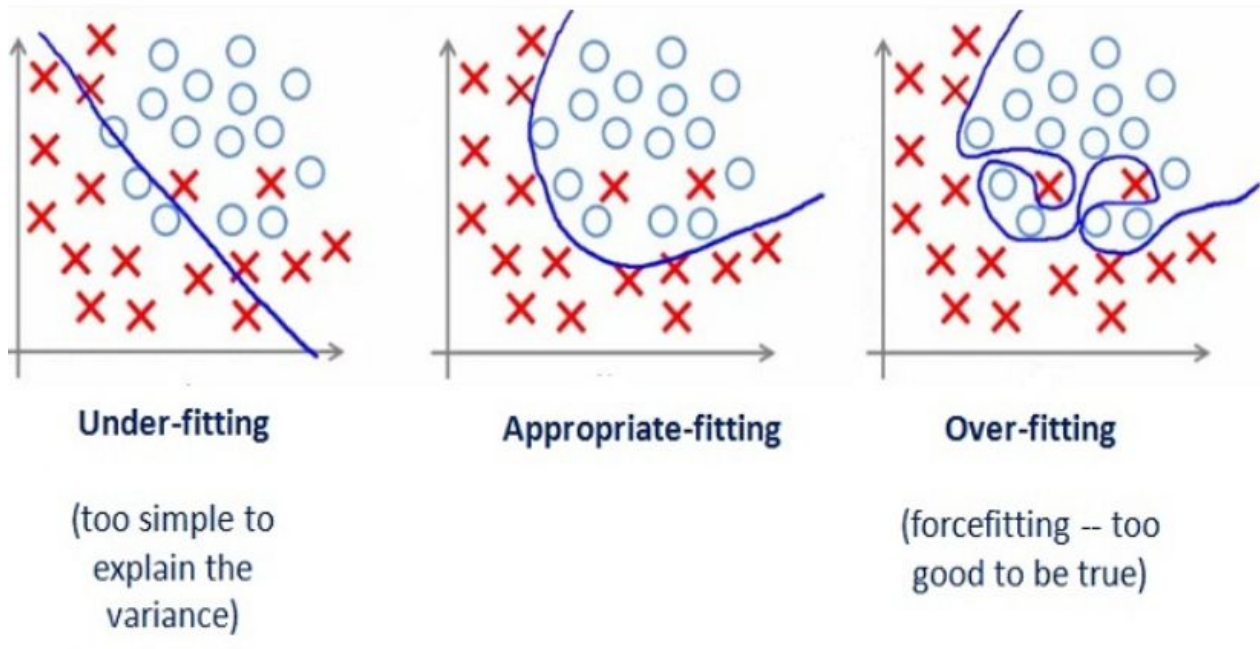 Under-fitting
Appropriate-fitting
Over-fitting
(too simple to
explain the
variance)
(forcefitting -- too
good to be true)